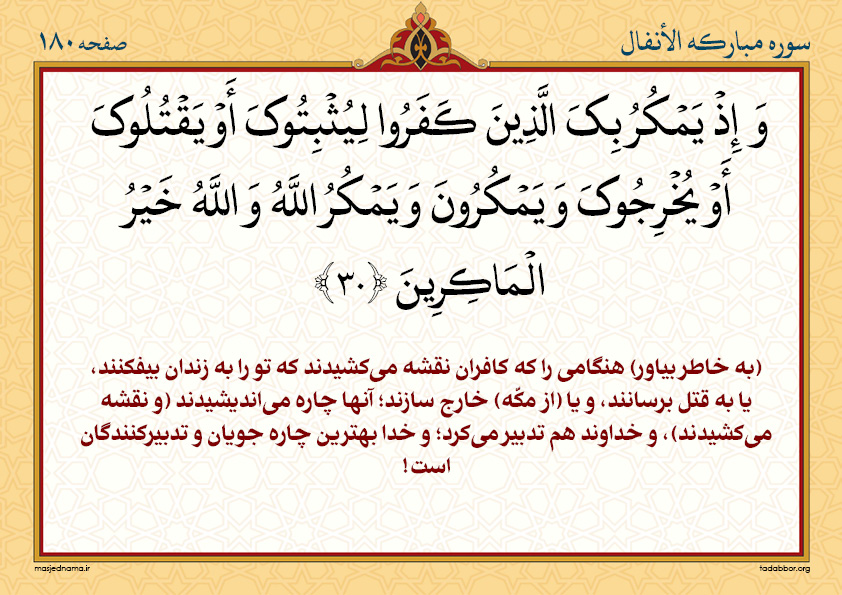 سوره مبارکه الأنفال
صفحه ۱۸۰
وَ إِذْ يَمْكُرُ بِكَ الَّذِينَ كَفَرُوا لِيُثْبِتُوكَ أَوْ يَقْتُلُوكَ
أَوْ يُخْرِجُوكَ وَ يَمْكُرُونَ وَ يَمْكُرُ اللَّهُ وَ اللَّهُ خَيْرُ
الْمَاكِرِينَ ﴿۳۰﴾
(به خاطر بیاور) هنگامی را که کافران نقشه می‌کشیدند که تو را به زندان بیفکنند،
یا به قتل برسانند، و یا (از مکّه) خارج سازند؛ آنها چاره می‌اندیشیدند (و نقشه
می‌کشیدند)، و خداوند هم تدبیر می‌کرد؛ و خدا بهترین چاره جویان و تدبیرکنندگان
است!
masjednama.ir
tadabbor.org